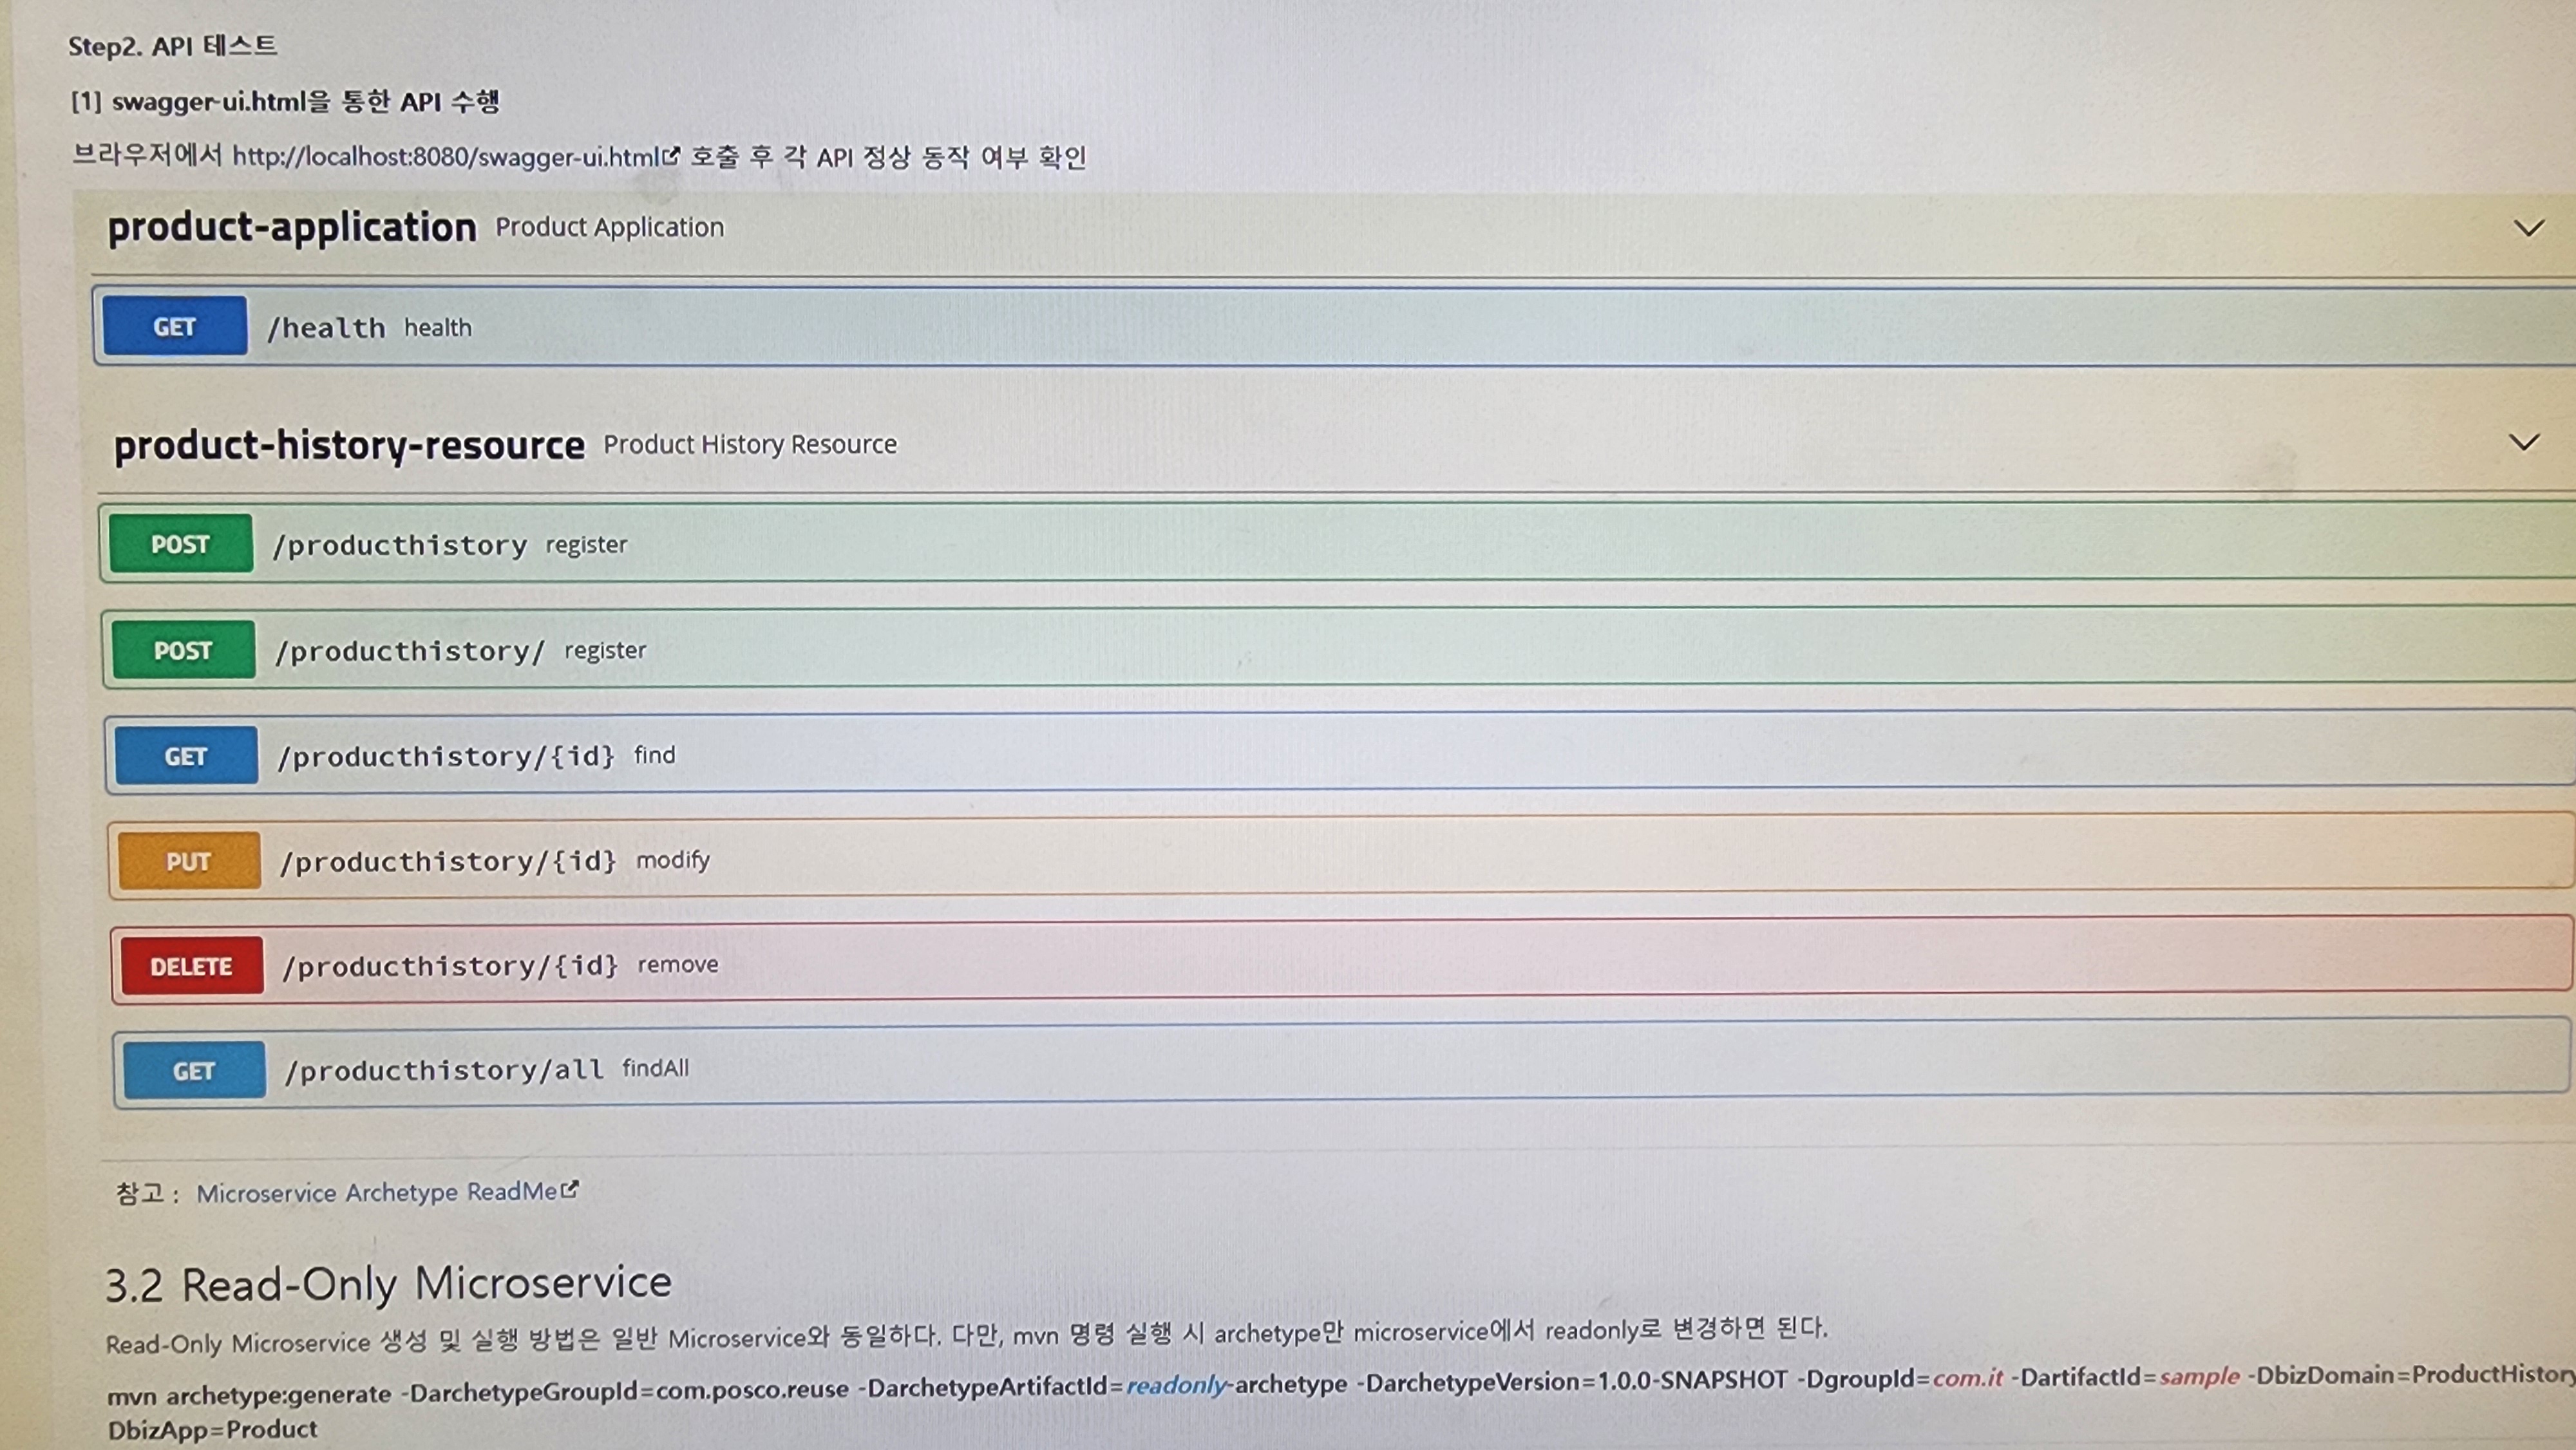 Step2. API 테스트
[1] swagger-ui.html을 통한 API 수행
브라우저에서 http://localhost:8080/swagger-ui.html 호출 후 각 API 정상 동작 여부 확인
product-application Product Application
GET /health health
product-history-resource Product History Resource
POST /producthistory register
POST /producthistory/ register
GET /producthistory/{id} find
PUT /producthistory/{id} modify
DELETE /producthistory/{id} remove
GET /producthistory/all findAll
참고 : Microservice Archetype ReadMe
3.2 Read-Only Microservice
Read-Only Microservice 생성 및 실행 방법은 일반 Microservice와 동일하다. 다만, mvn 명령 실행 시 archetype만 microservice에서 readonly로 변경하면 된다.
mvn archetype:generate -DarchetypeGroupId=com.posco.reuse -DarchetypeArtifactId=readonly-archetype -DarchetypeVersion=1.0.0-SNAPSHOT -DgroupId=com.it -DartifactId=sample -DbizDomain=ProductHistory
DbizApp=Product